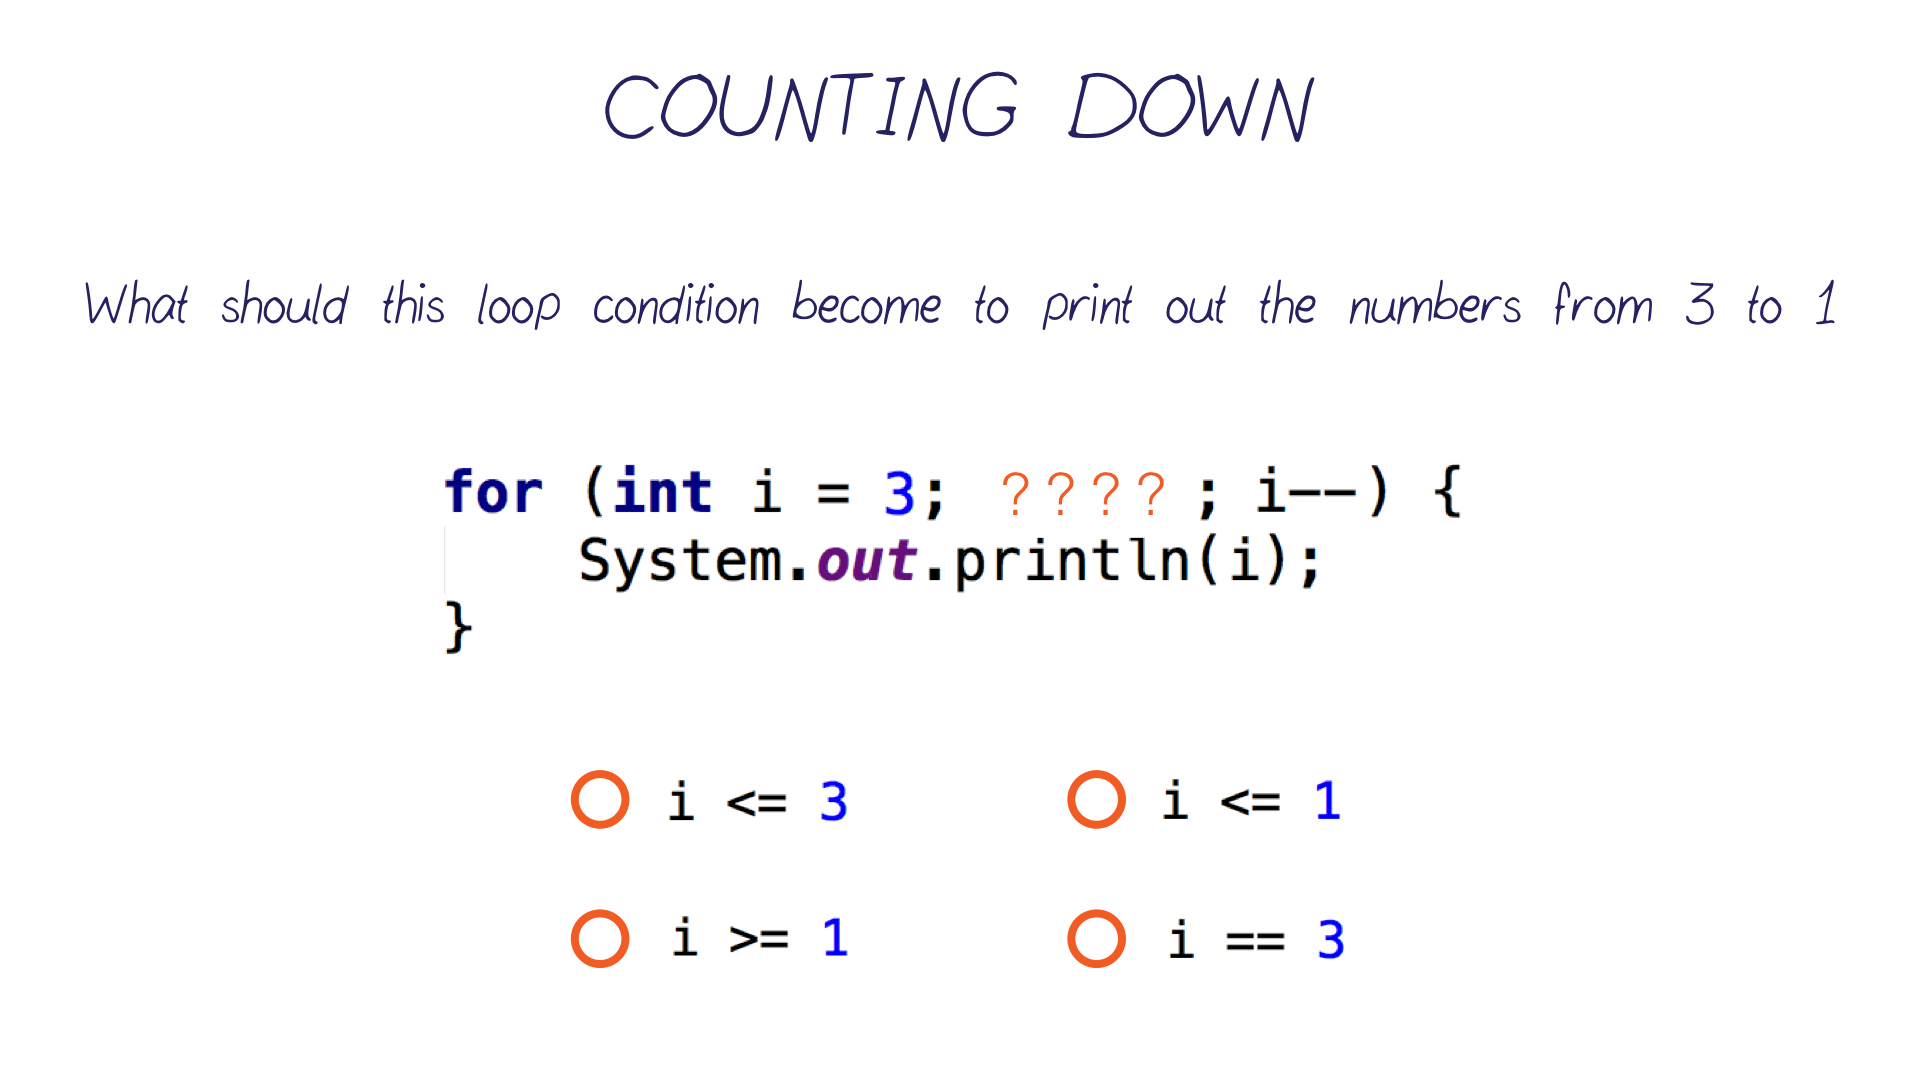 COUNTING DOWN
What should this loop condition become to print out the numbers from 3 to 1
for (int i = 3; ???? ; i--) {
System.out.println(i);
}
i <= 3
i <= 1
i >= 1
i == 3